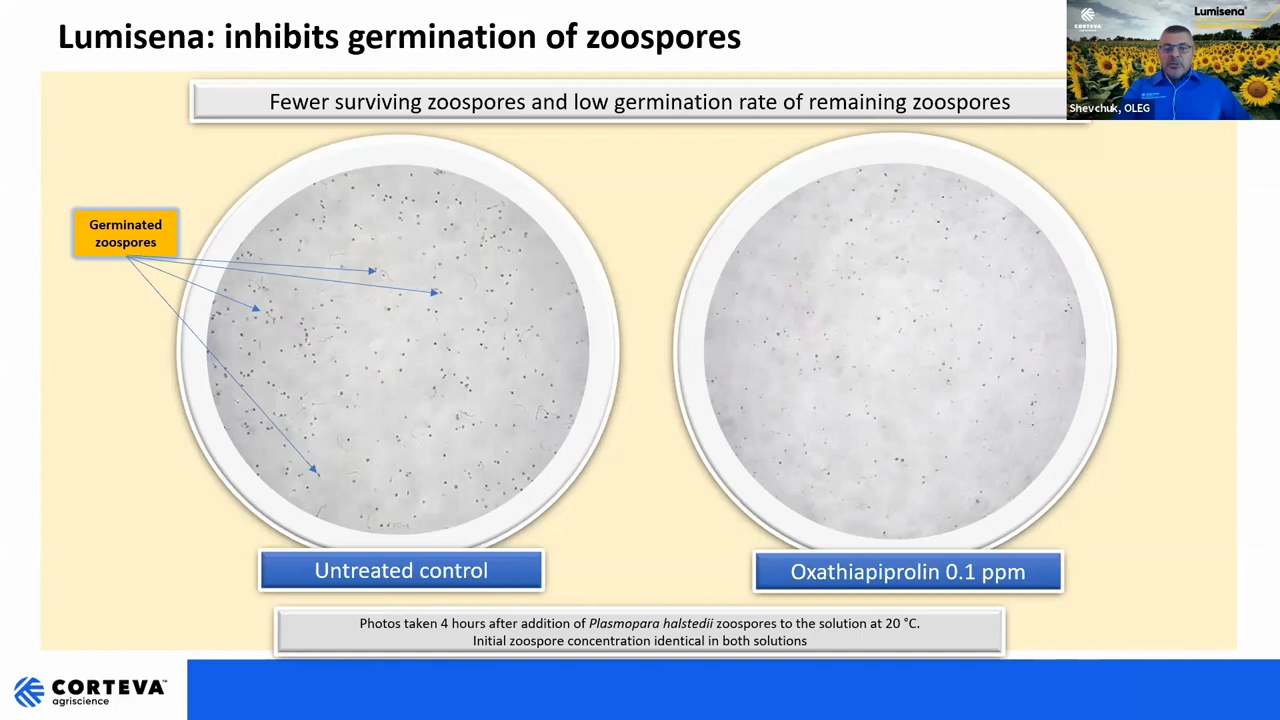 Lumisena: inhibits germination of zoospores
CORTEVA
agriscience
Lumisena
Shevchuk, OLEG
Fewer surviving zoospores and low germination rate of remaining zoospores
Germinated
zoospores
Untreated control
Oxathiapiprolin 0.1 ppm
Photos taken 4 hours after addition of Plasmopara halstedii zoospores to the solution at 20 °C.
Initial zoospore concentration identical in both solutions
CORTEVA™
agriscience